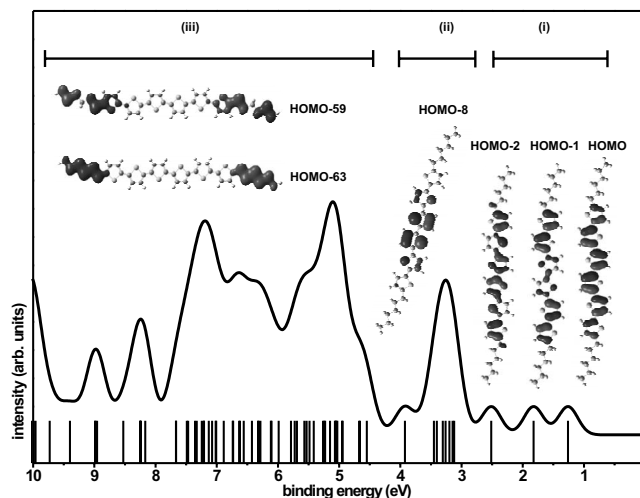 (iii)
(ii)
(i)
HOMO-59
HOMO-8
HOMO-2
HOMO-1
HOMO
HOMO-63
intensity (arb. units)
10 9 8 7 6 5 4 3 2 1
binding energy (eV)